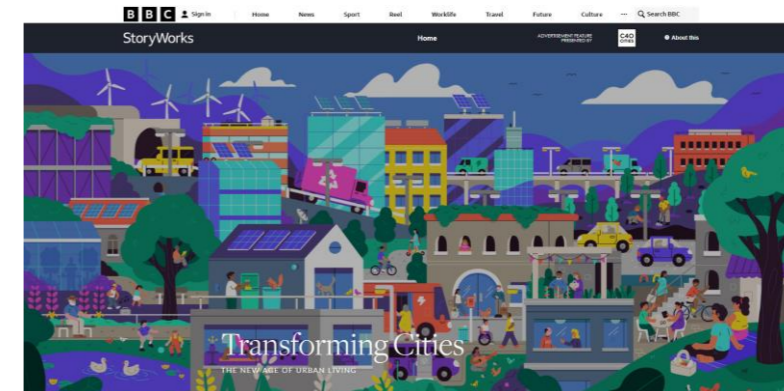 BBC Sign in Home News Sport Reel Worklife Travel Future Culture ... Search BBC
StoryWorks Home ADVERTISEMENT FEATURE PRESENTED BY C40 CITIES About this
Transforming Cities
THE NEW AGE OF URBAN LIVING